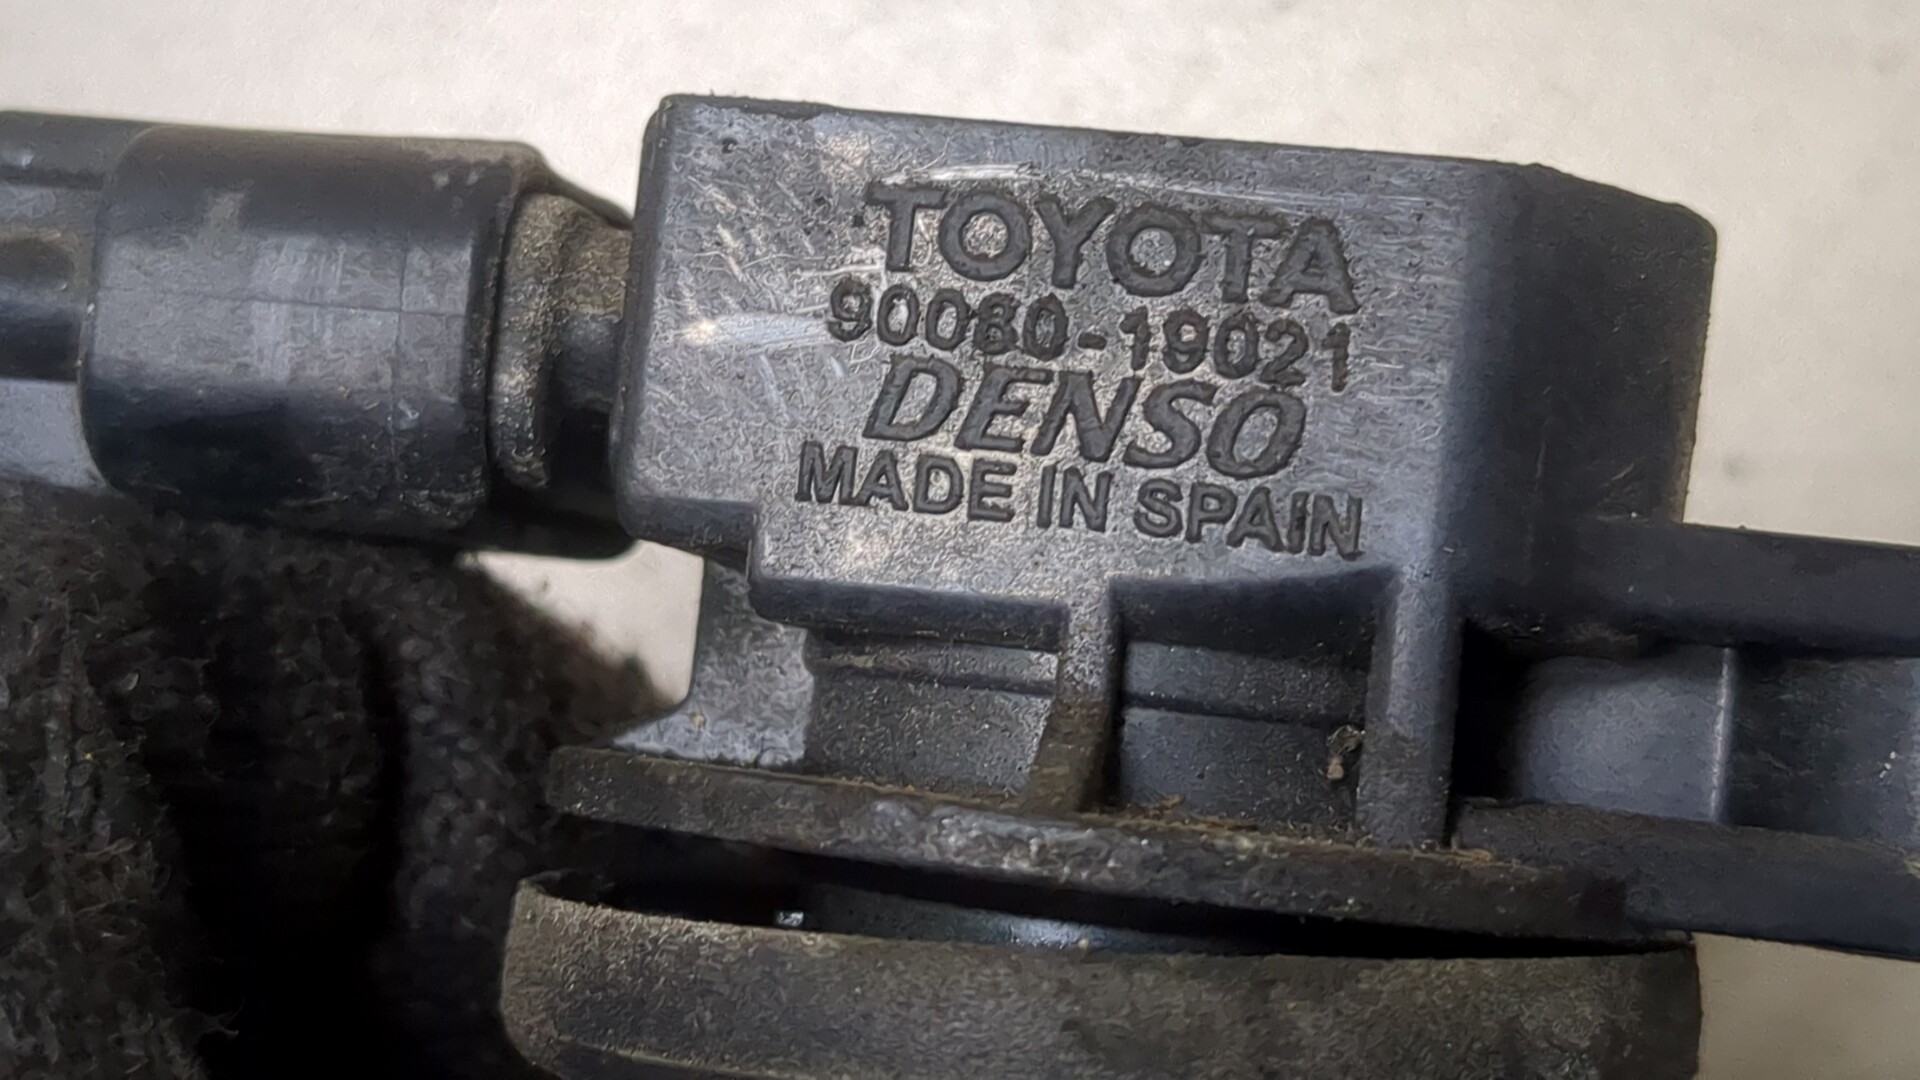 TOYOTA
90080-19021
DENSO
MADE IN SPAIN